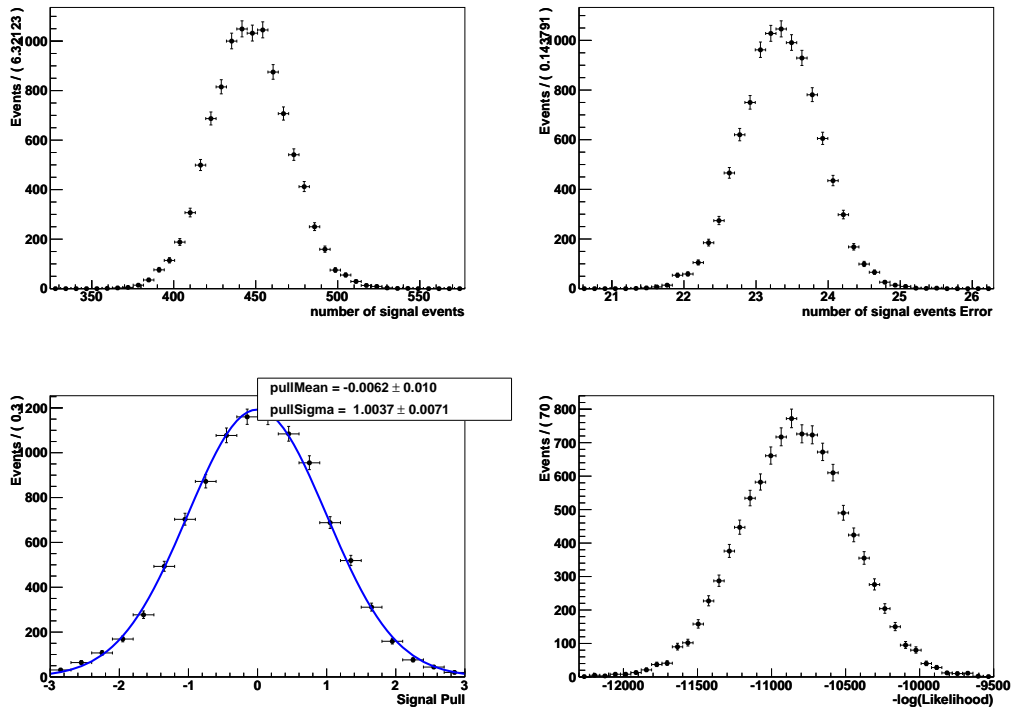 Events / ( 6.32123 )
1000
800
600
400
200
0
350 400 450 500 550
number of signal events
Events / ( 0.143791 )
1000
800
600
400
200
0
21 22 23 24 25 26
number of signal events Error
pullMean = -0.0062 ± 0.010
pullSigma = 1.0037 ± 0.0071
Events / ( 0.3 )
1200
1000
800
600
400
200
0
-3 -2 -1 0 1 2 3
Signal Pull
Events / ( 70 )
800
700
600
500
400
300
200
100
0
-12000 -11500 -11000 -10500 -10000 -9500
-log(Likelihood)